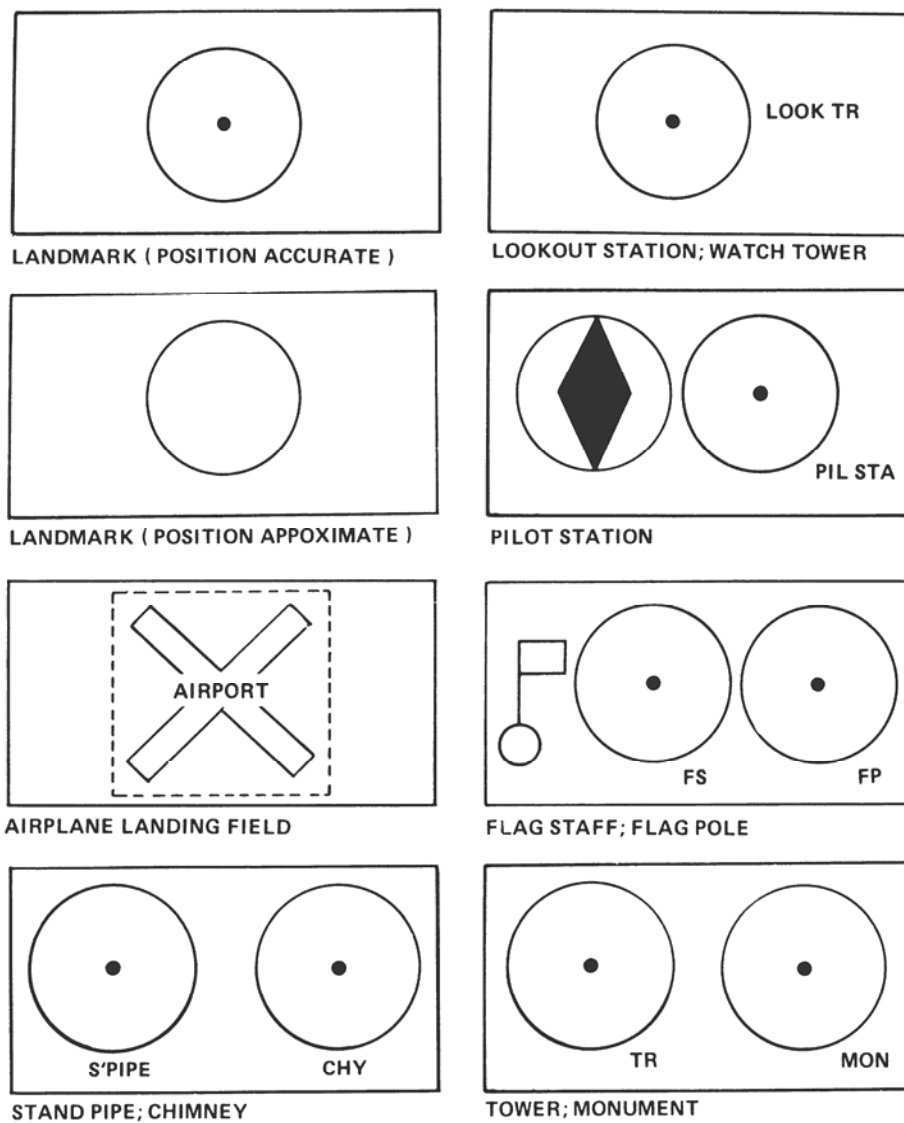 LANDMARK ( POSITION ACCURATE )
LOOK TR
LOOKOUT STATION; WATCH TOWER
LANDMARK ( POSITION APPOXIMATE )
PIL STA
PILOT STATION
AIRPORT
AIRPLANE LANDING FIELD
FS FP
FLAG STAFF; FLAG POLE
S'PIPE CHY
STAND PIPE; CHIMNEY
TR MON
TOWER; MONUMENT